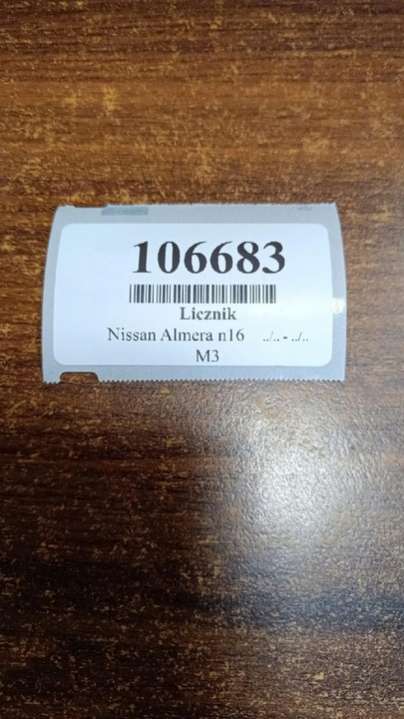 106683
Licznik
Nissan Almera n16 ../.. - ../..
M3